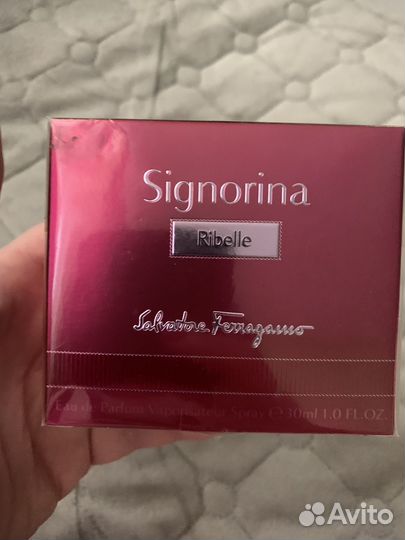 Signorina
Ribelle
Salvatore Ferragamo
Eau de Parfum Vaporisateur Spray ℮ 30ml 1.0 FL.OZ.
Avito